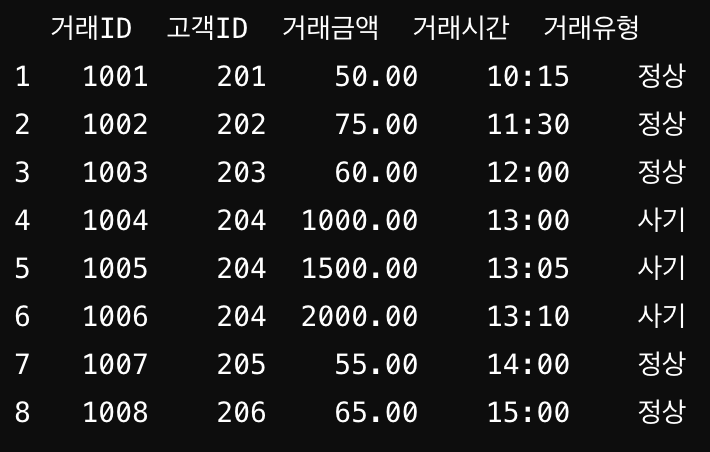 거래ID 고객ID 거래금액 거래시간 거래유형
1 1001 201 50.00 10:15 정상
2 1002 202 75.00 11:30 정상
3 1003 203 60.00 12:00 정상
4 1004 204 1000.00 13:00 사기
5 1005 204 1500.00 13:05 사기
6 1006 204 2000.00 13:10 사기
7 1007 205 55.00 14:00 정상
8 1008 206 65.00 15:00 정상